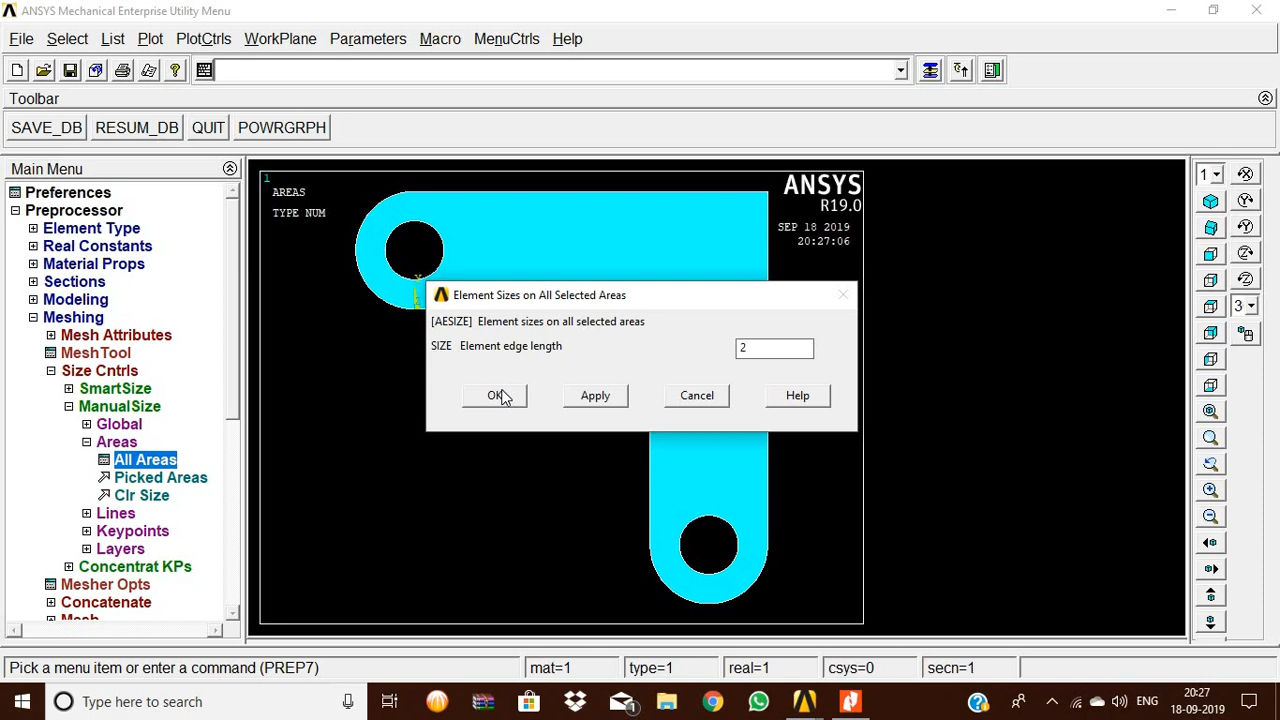 ANSYS Mechanical Enterprise Utility Menu
File Select List Plot PlotCtrls WorkPlane Parameters Macro MenuCtrls Help
Toolbar
SAVE_DB RESUM_DB QUIT POWRGRPH
Main Menu
Preferences
Preprocessor
Element Type
Real Constants
Material Props
Sections
Modeling
Meshing
Mesh Attributes
MeshTool
Size Cntrls
SmartSize
ManualSize
Global
Areas
All Areas
Picked Areas
Clr Size
Lines
Keypoints
Layers
Concentrat KPs
Mesher Opts
Concatenate
Mesh
1
AREAS
TYPE NUM
ANSYS
R19.0
SEP 18 2019
20:27:06
Y
Element Sizes on All Selected Areas
[AESIZE] Element sizes on all selected areas
SIZE Element edge length 2
OK Apply Cancel Help
1
3
Pick a menu item or enter a command (PREP7) mat=1 type=1 real=1 csys=0 secn=1
Type here to search
1
ENG
20:27
18-09-2019